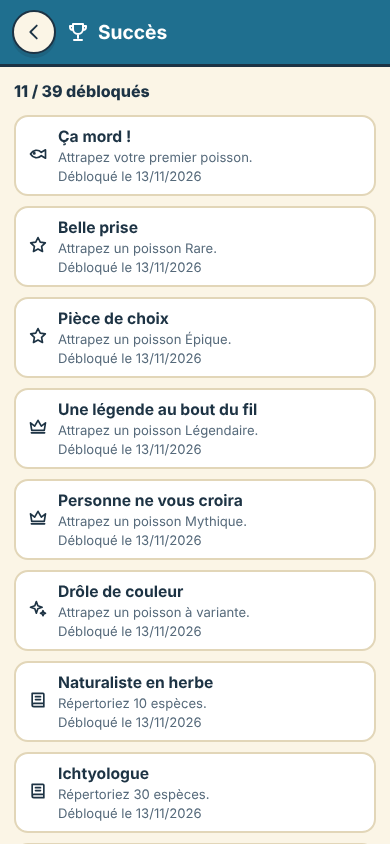 Succès
11 / 39 débloqués
Ça mord !
Attrapez votre premier poisson.
Débloqué le 13/11/2026
Belle prise
Attrapez un poisson Rare.
Débloqué le 13/11/2026
Pièce de choix
Attrapez un poisson Épique.
Débloqué le 13/11/2026
Une légende au bout du fil
Attrapez un poisson Légendaire.
Débloqué le 13/11/2026
Personne ne vous croira
Attrapez un poisson Mythique.
Débloqué le 13/11/2026
Drôle de couleur
Attrapez un poisson à variante.
Débloqué le 13/11/2026
Naturaliste en herbe
Répertoriez 10 espèces.
Débloqué le 13/11/2026
Ichtyologue
Répertoriez 30 espèces.
Débloqué le 13/11/2026